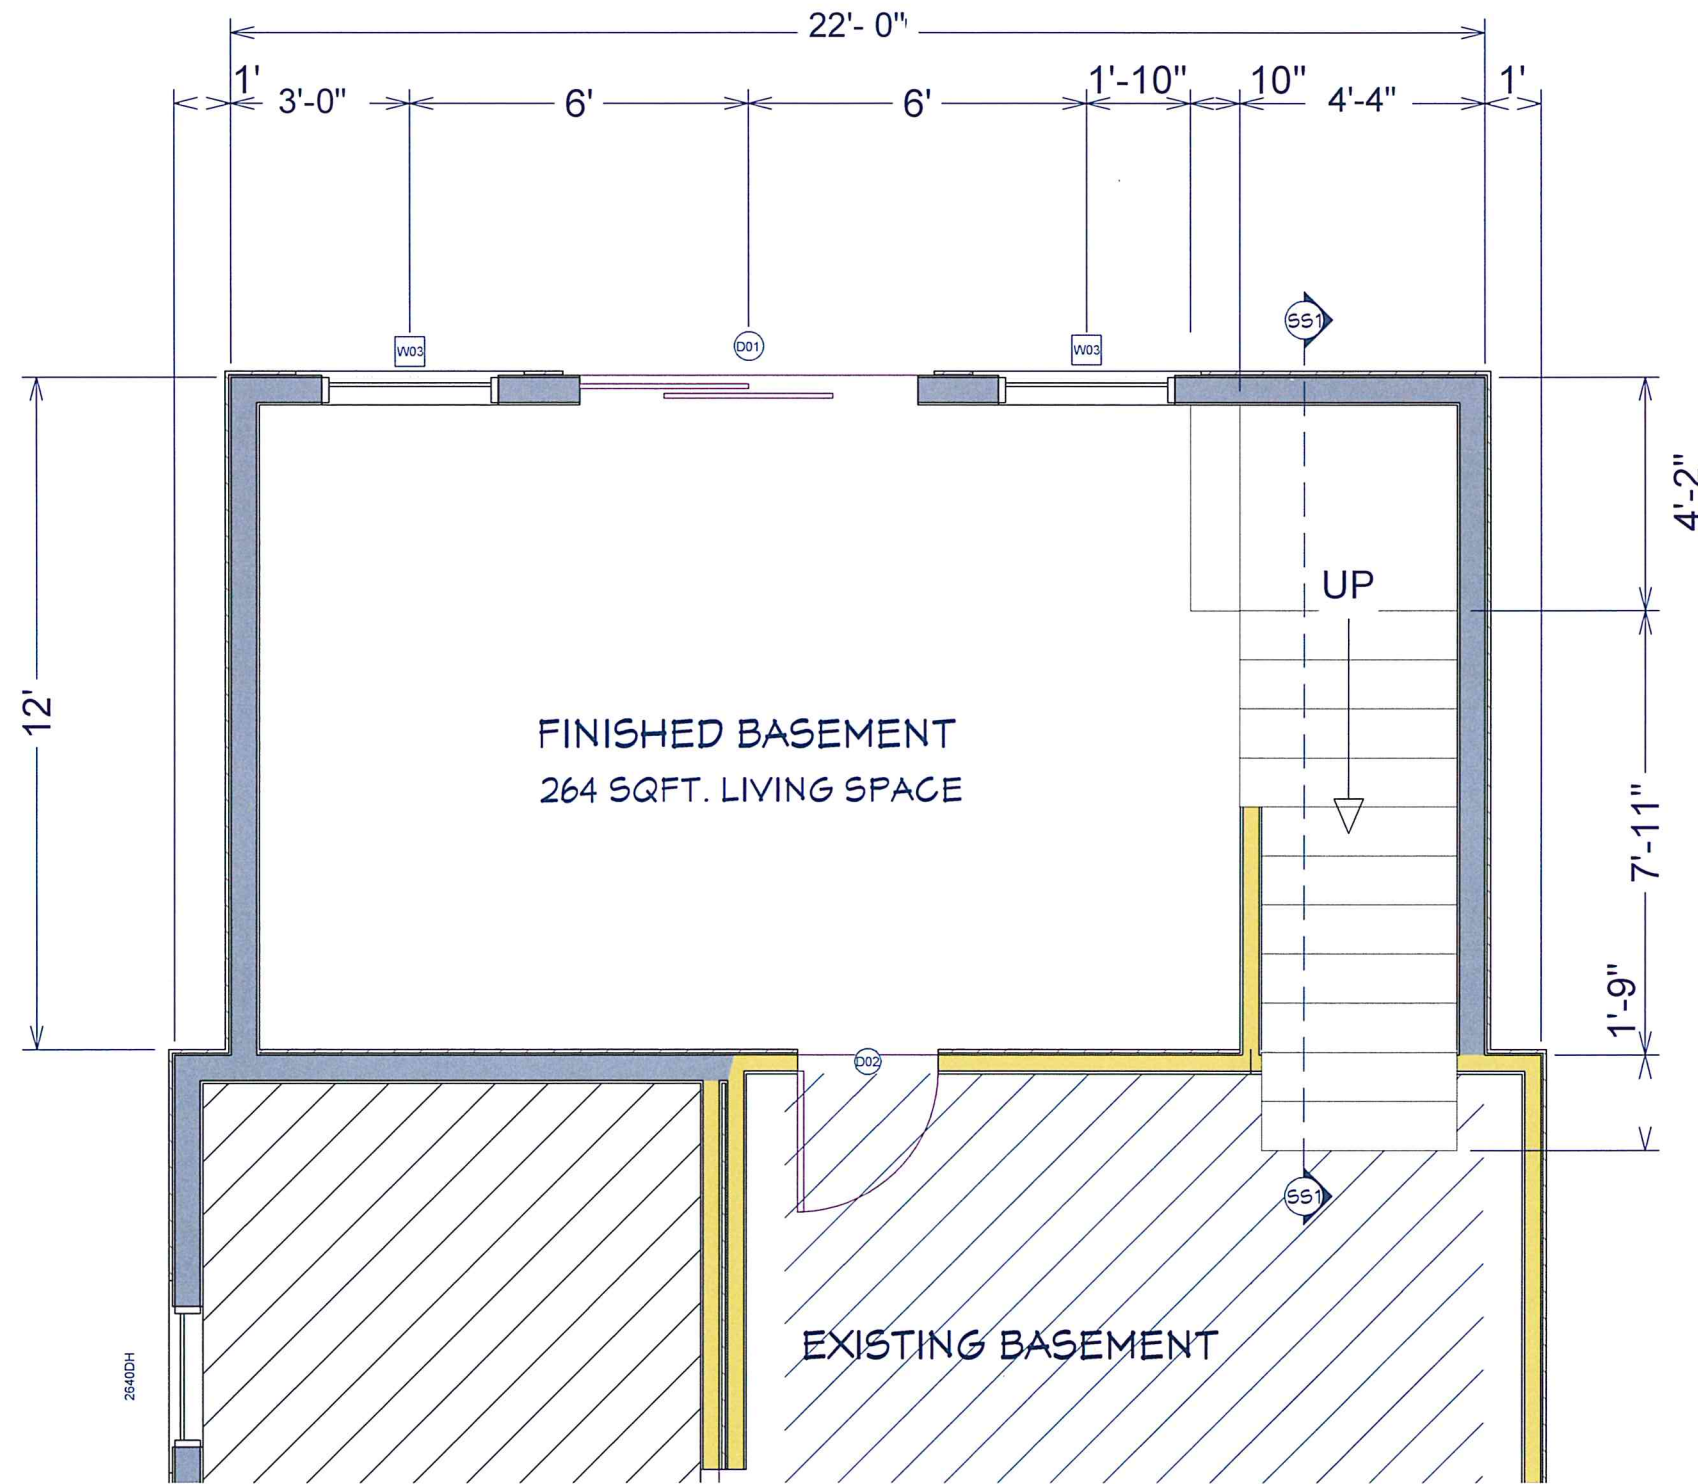 22'- 0"
1'
3'-0"
6'
6'
1'-10"
10"
4'-4"
1'
SS1
W03
D01
W03
4'-2"
UP
12'
FINISHED BASEMENT
264 SQFT. LIVING SPACE
7'-11"
1'-9"
D02
SS1
EXISTING BASEMENT
2640DH